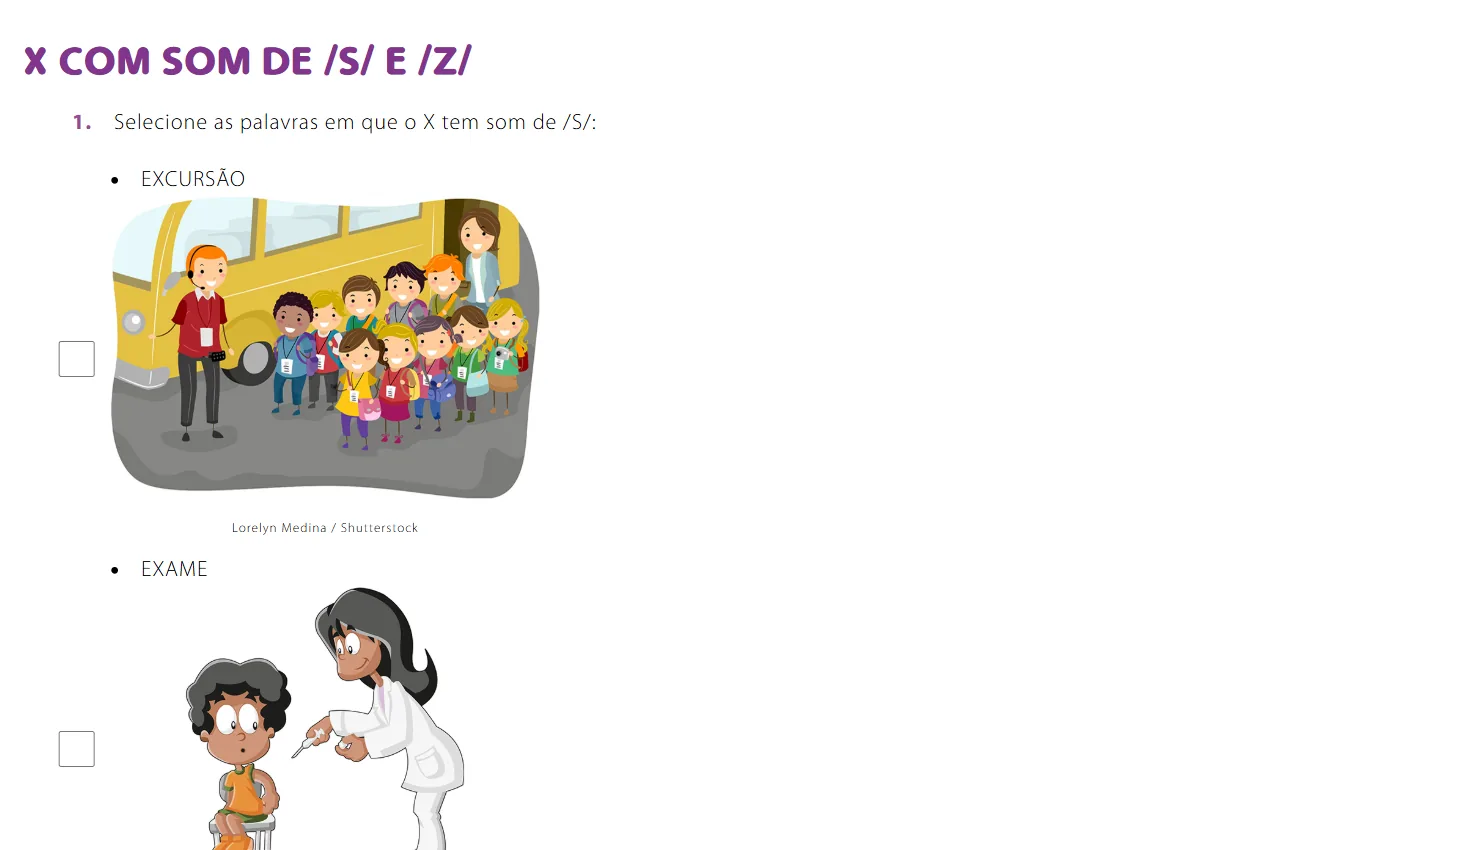 X COM SOM DE /S/ E /Z/
1. Selecione as palavras em que o X tem som de /S/:
• EXCURSÃO
Lorelyn Medina / Shutterstock
• EXAME